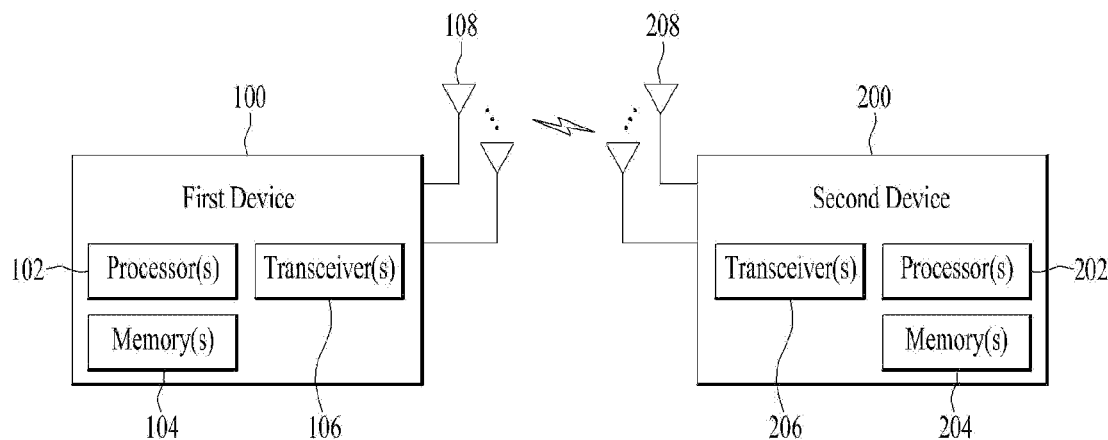 108
208
100
200
First Device
Second Device
102
Processor(s)
Transceiver(s)
Transceiver(s)
Processor(s)
202
Memory(s)
Memory(s)
104
106
206
204